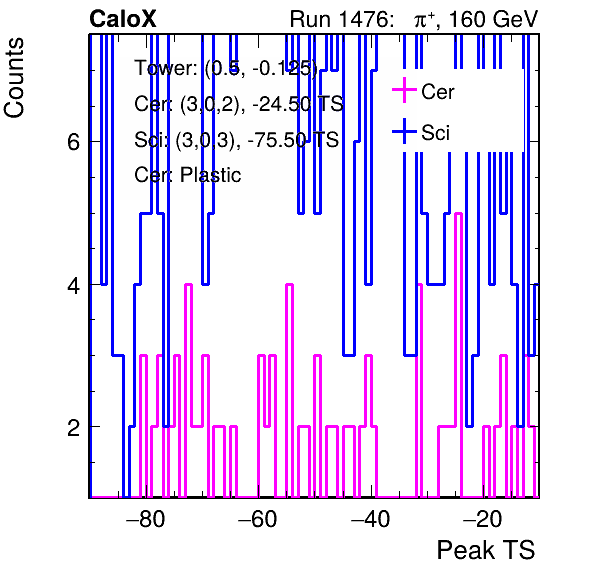 CaloX Run 1476: π⁺, 160 GeV
Counts
Tower: (0.5, -0.125)
Cer: (3,0,2), -24.50 TS
Sci: (3,0,3), -75.50 TS
Cer: Plastic
Cer
Sci
6
4
2
−80 −60 −40 −20
Peak TS